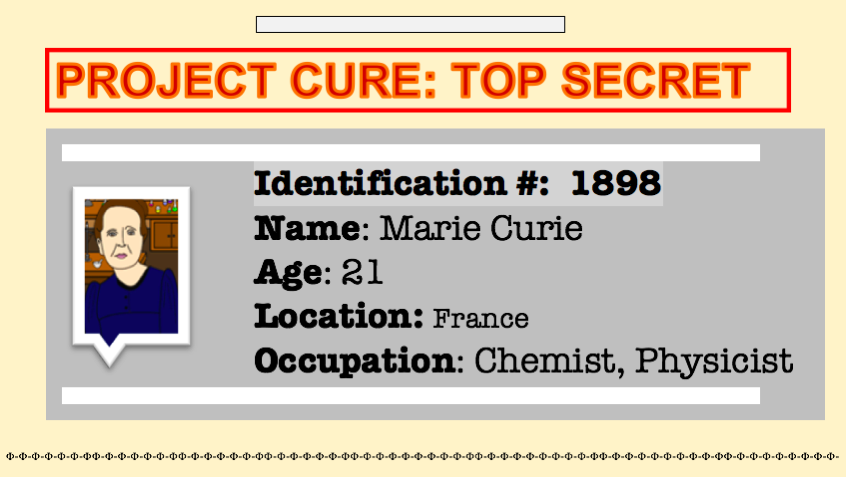 PROJECT CURE: TOP SECRET
Identification #: 1898
Name: Marie Curie
Age: 21
Location: France
Occupation: Chemist, Physicist